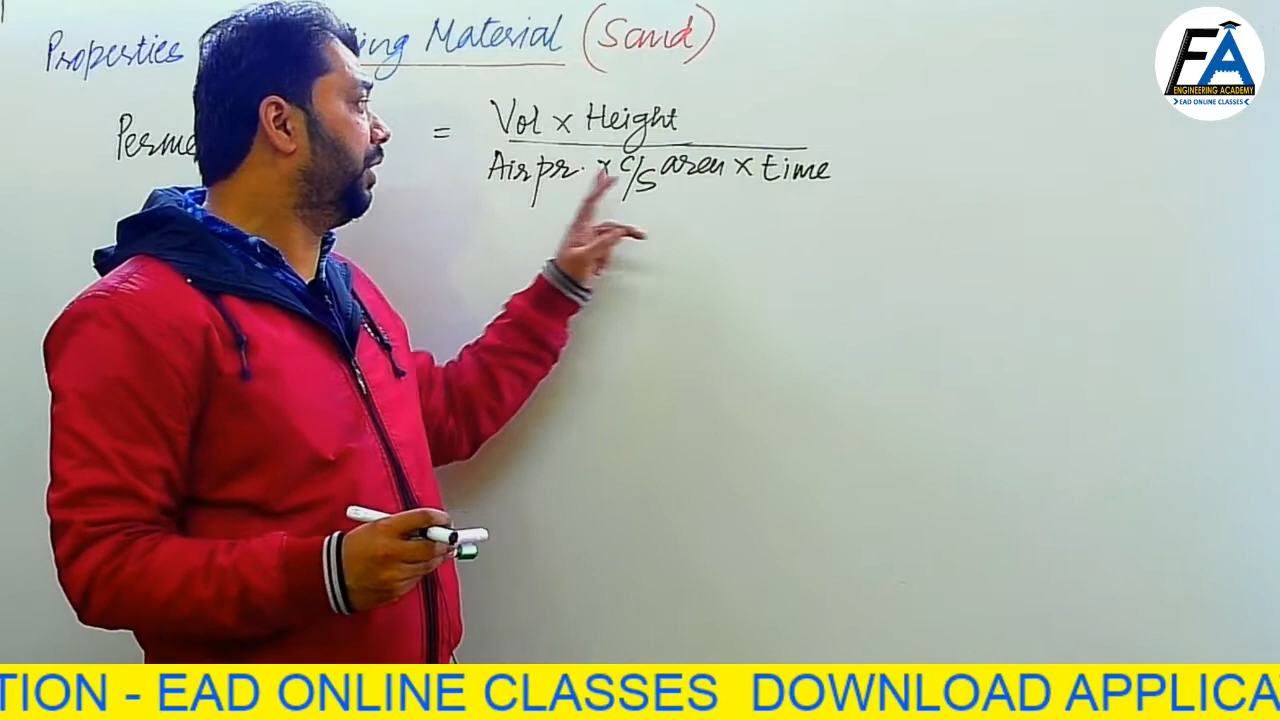 Properties ing Material (Sand)
Perme = Vol x Height
Air pr. x c/s area x time
EA
ENGINEERING ACADEMY
EAD ONLINE CLASSES
TION - EAD ONLINE CLASSES DOWNLOAD APPLICA